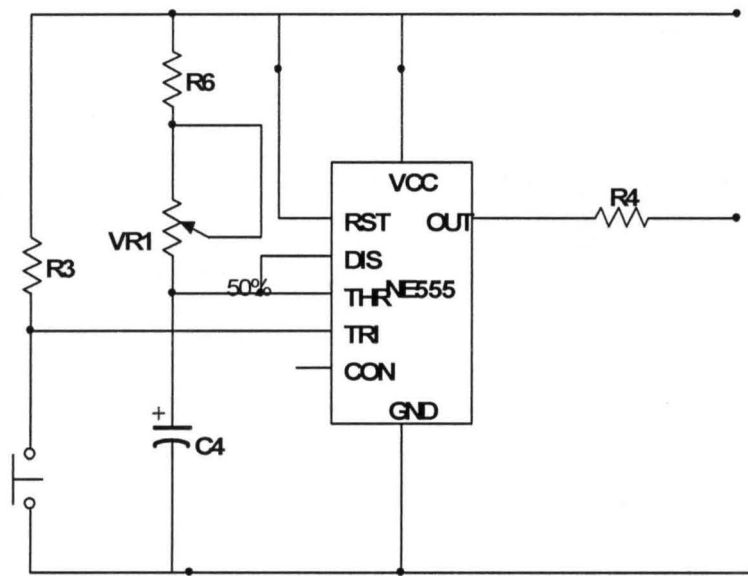 R6
VCC
R4
RST
OUT
VR1
DIS
R3
50%
THR
NE555
TRI
CON
+
GND
C4